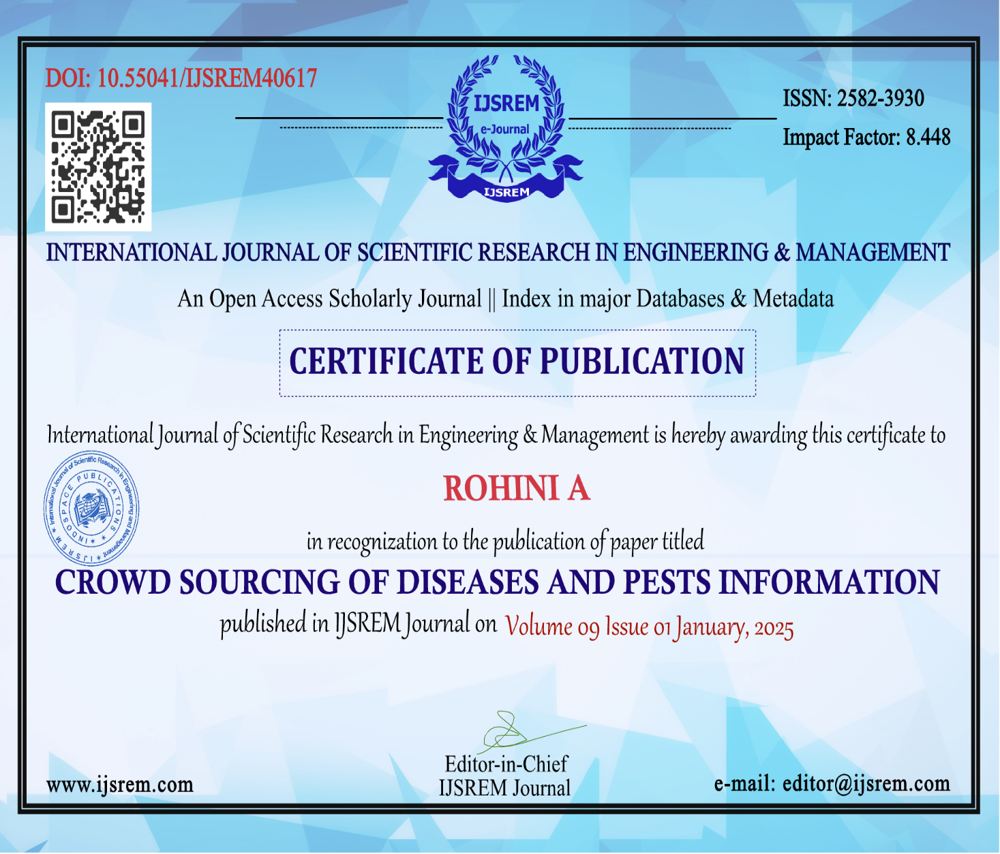 DOI: 10.55041/IJSREM40617
IJSREM
e-Journal
IJSREM
ISSN: 2582-3930
Impact Factor: 8.448
INTERNATIONAL JOURNAL OF SCIENTIFIC RESEARCH IN ENGINEERING & MANAGEMENT
An Open Access Scholarly Journal || Index in major Databases & Metadata
CERTIFICATE OF PUBLICATION
International Journal of Scientific Research in Engineering & Management is hereby awarding this certificate to
International Journal of Scientific Research in Engineering and Management
* IJSREM *
INDOSPACE PUBLICATIONS
ROHINI A
in recognization to the publication of paper titled
CROWD SOURCING OF DISEASES AND PESTS INFORMATION
published in IJSREM Journal on Volume 09 Issue 01 January, 2025
Editor-in-Chief
IJSREM Journal
www.ijsrem.com
e-mail: editor@ijsrem.com